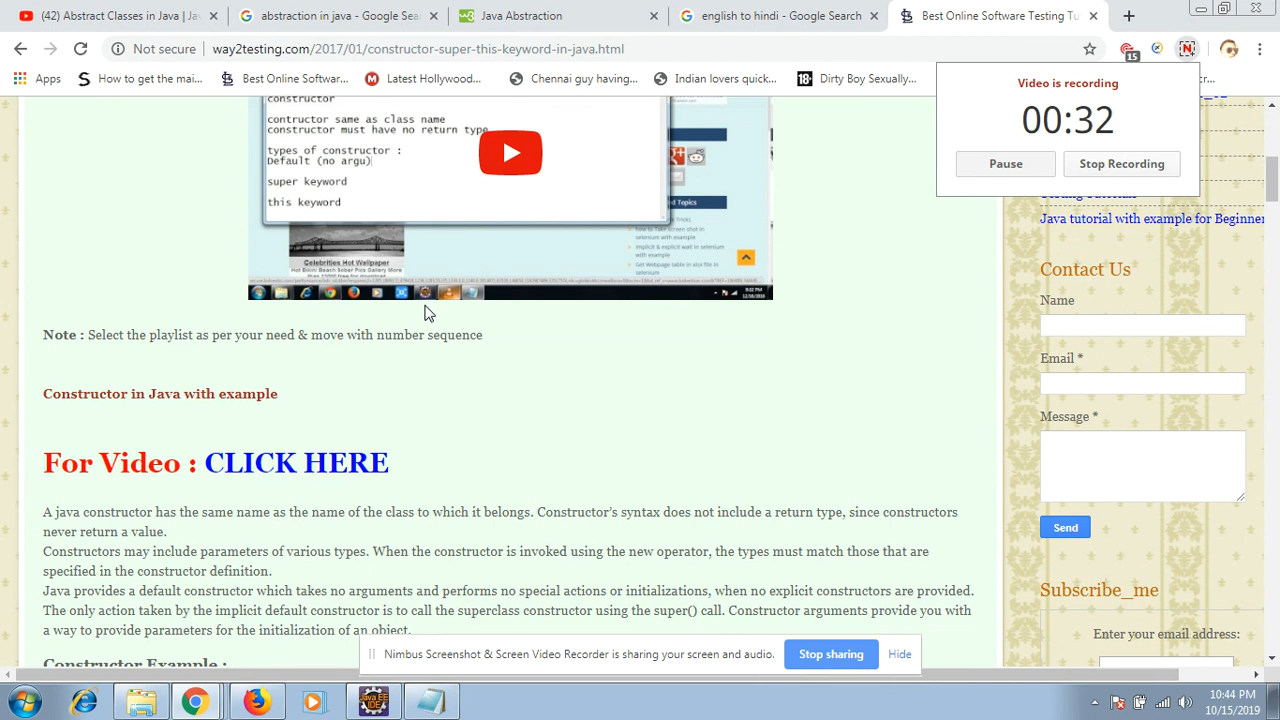 (42) Abstract Classes in Java | Ja
abstraction in java - Google Sea
Java Abstraction
english to hindi - Google Search
Best Online Software Testing Tu
Not secure
way2testing.com/2017/01/constructor-super-this-keyword-in-java.html
15
Apps
How to get the mai...
Best Online Softwar...
Latest Hollywood...
Chennai guy having...
Indian lovers quick...
18+
Dirty Boy Sexually...
r...
Video is recording
00:32
Pause
Stop Recording
constructor
contructor same as class name
constructor must have no return type
types of constructor :
Default (no argu)
super keyword
this keyword
Celebrities Hot Wallpaper
Java tutorial with example for Beginner
Contact Us
Name
Email *
Message *
Send
Subscribe_me
Enter your email address:
Note : Select the playlist as per your need & move with number sequence
Constructor in Java with example
For Video : CLICK HERE
A java constructor has the same name as the name of the class to which it belongs. Constructor's syntax does not include a return type, since constructors
never return a value.
Constructors may include parameters of various types. When the constructor is invoked using the new operator, the types must match those that are
specified in the constructor definition.
Java provides a default constructor which takes no arguments and performs no special actions or initializations, when no explicit constructors are provided.
The only action taken by the implicit default constructor is to call the superclass constructor using the super() call. Constructor arguments provide you with
a way to provide parameters for the initialization of an object.
Constructor Example :
Nimbus Screenshot & Screen Video Recorder is sharing your screen and audio.
Stop sharing
Hide
Java EE
IDE
10:44 PM
10/15/2019